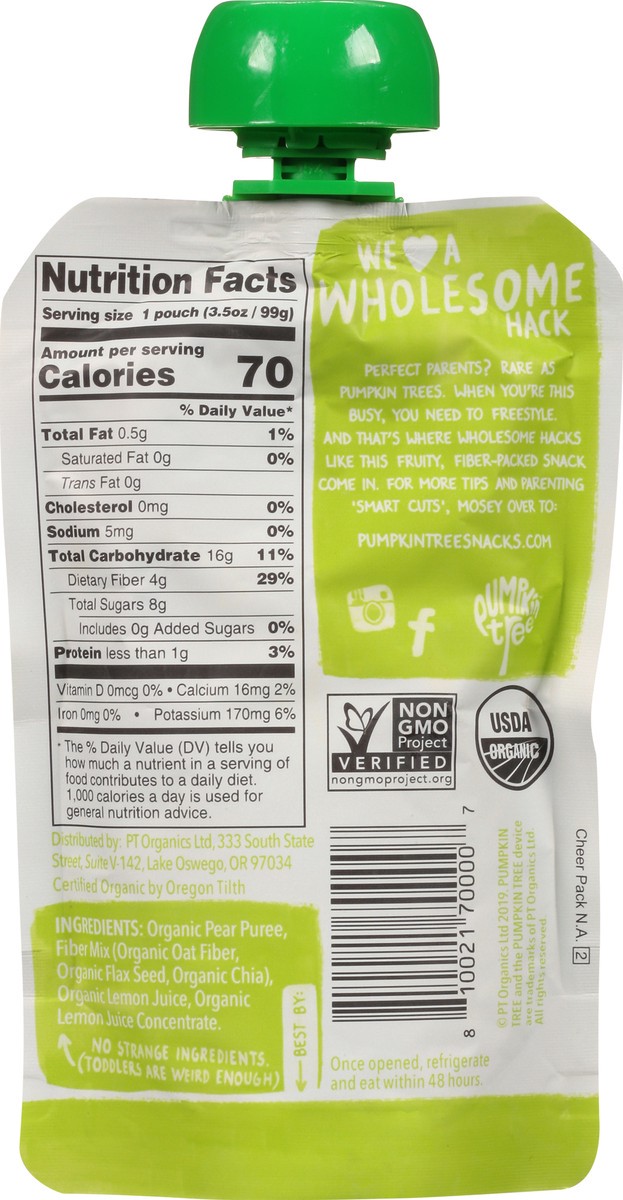 Nutrition Facts
Serving size 1 pouch (3.5oz / 99g)
Amount per serving
Calories 70
% Daily Value*
Total Fat 0.5g 1%
Saturated Fat 0g 0%
Trans Fat 0g
Cholesterol 0mg 0%
Sodium 5mg 0%
Total Carbohydrate 16g 11%
Dietary Fiber 4g 29%
Total Sugars 8g
Includes 0g Added Sugars 0%
Protein less than 1g 3%
Vitamin D 0mcg 0% • Calcium 16mg 2%
Iron 0mg 0% • Potassium 170mg 6%
* The % Daily Value (DV) tells you
how much a nutrient in a serving of
food contributes to a daily diet.
1,000 calories a day is used for
general nutrition advice.
Distributed by: PT Organics Ltd, 333 South State
Street, Suite V-142, Lake Oswego, OR 97034
Certified Organic by Oregon Tilth
INGREDIENTS: Organic Pear Puree,
Fiber Mix (Organic Oat Fiber,
Organic Flax Seed, Organic Chia),
Organic Lemon Juice, Organic
Lemon Juice Concentrate.
NO STRANGE INGREDIENTS.
(TODDLERS ARE WEIRD ENOUGH)
BEST BY:
WE A
WHOLESOME
HACK
PERFECT PARENTS? RARE AS
PUMPKIN TREES. WHEN YOU'RE THIS
BUSY, YOU NEED TO FREESTYLE.
AND THAT'S WHERE WHOLESOME HACKS
LIKE THIS FRUITY, FIBER-PACKED SNACK
COME IN. FOR MORE TIPS AND PARENTING
'SMART CUTS', MOSEY OVER TO:
PUMPKINTREESNACKS.COM
f
PUMPKIN
tree
NON
GMO
Project
VERIFIED
nongmoproject.org
USDA
ORGANIC
8 10021 70000 7
© PT Organics Ltd 2019. PUMPKIN
TREE and the PUMPKIN TREE device
are trademarks of PT Organics Ltd.
All rights reserved.
Cheer Pack N.A. 2
Once opened, refrigerate
and eat within 48 hours.